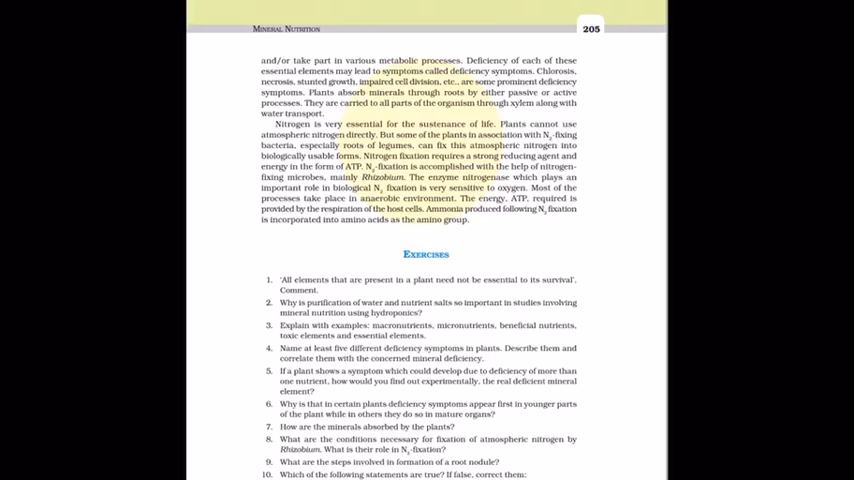 MINERAL NUTRITION 205
and/or take part in various metabolic processes. Deficiency of each of these
essential elements may lead to symptoms called deficiency symptoms. Chlorosis,
necrosis, stunted growth, impaired cell division, etc., are some prominent deficiency
symptoms. Plants absorb minerals through roots by either passive or active
processes. They are carried to all parts of the organism through xylem along with
water transport.
Nitrogen is very essential for the sustenance of life. Plants cannot use
atmospheric nitrogen directly. But some of the plants in association with N2-fixing
bacteria, especially roots of legumes, can fix this atmospheric nitrogen into
biologically usable forms. Nitrogen fixation requires a strong reducing agent and
energy in the form of ATP. N2-fixation is accomplished with the help of nitrogen-
fixing microbes, mainly Rhizobium. The enzyme nitrogenase which plays an
important role in biological N2 fixation is very sensitive to oxygen. Most of the
processes take place in anaerobic environment. The energy, ATP, required is
provided by the respiration of the host cells. Ammonia produced following N2 fixation
is incorporated into amino acids as the amino group.
EXERCISES
1. 'All elements that are present in a plant need not be essential to its survival'.
Comment.
2. Why is purification of water and nutrient salts so important in studies involving
mineral nutrition using hydroponics?
3. Explain with examples: macronutrients, micronutrients, beneficial nutrients,
toxic elements and essential elements.
4. Name at least five different deficiency symptoms in plants. Describe them and
correlate them with the concerned mineral deficiency.
5. If a plant shows a symptom which could develop due to deficiency of more than
one nutrient, how would you find out experimentally, the real deficient mineral
element?
6. Why is that in certain plants deficiency symptoms appear first in younger parts
of the plant while in others they do so in mature organs?
7. How are the minerals absorbed by the plants?
8. What are the conditions necessary for fixation of atmospheric nitrogen by
Rhizobium. What is their role in N2-fixation?
9. What are the steps involved in formation of a root nodule?
10. Which of the following statements are true? If false, correct them: